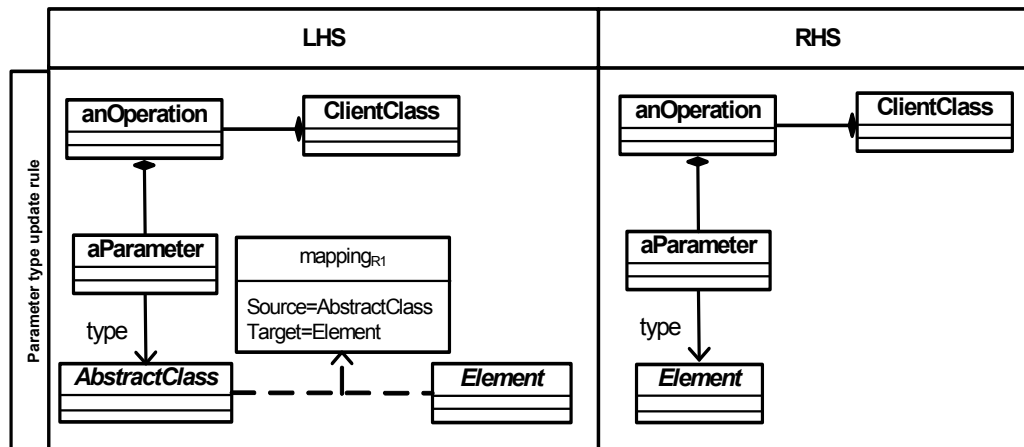 LHS
RHS
Parameter type update rule
anOperation
ClientClass
aParameter
mappingR1
Source=AbstractClass
Target=Element
type
AbstractClass
Element
anOperation
ClientClass
aParameter
type
Element